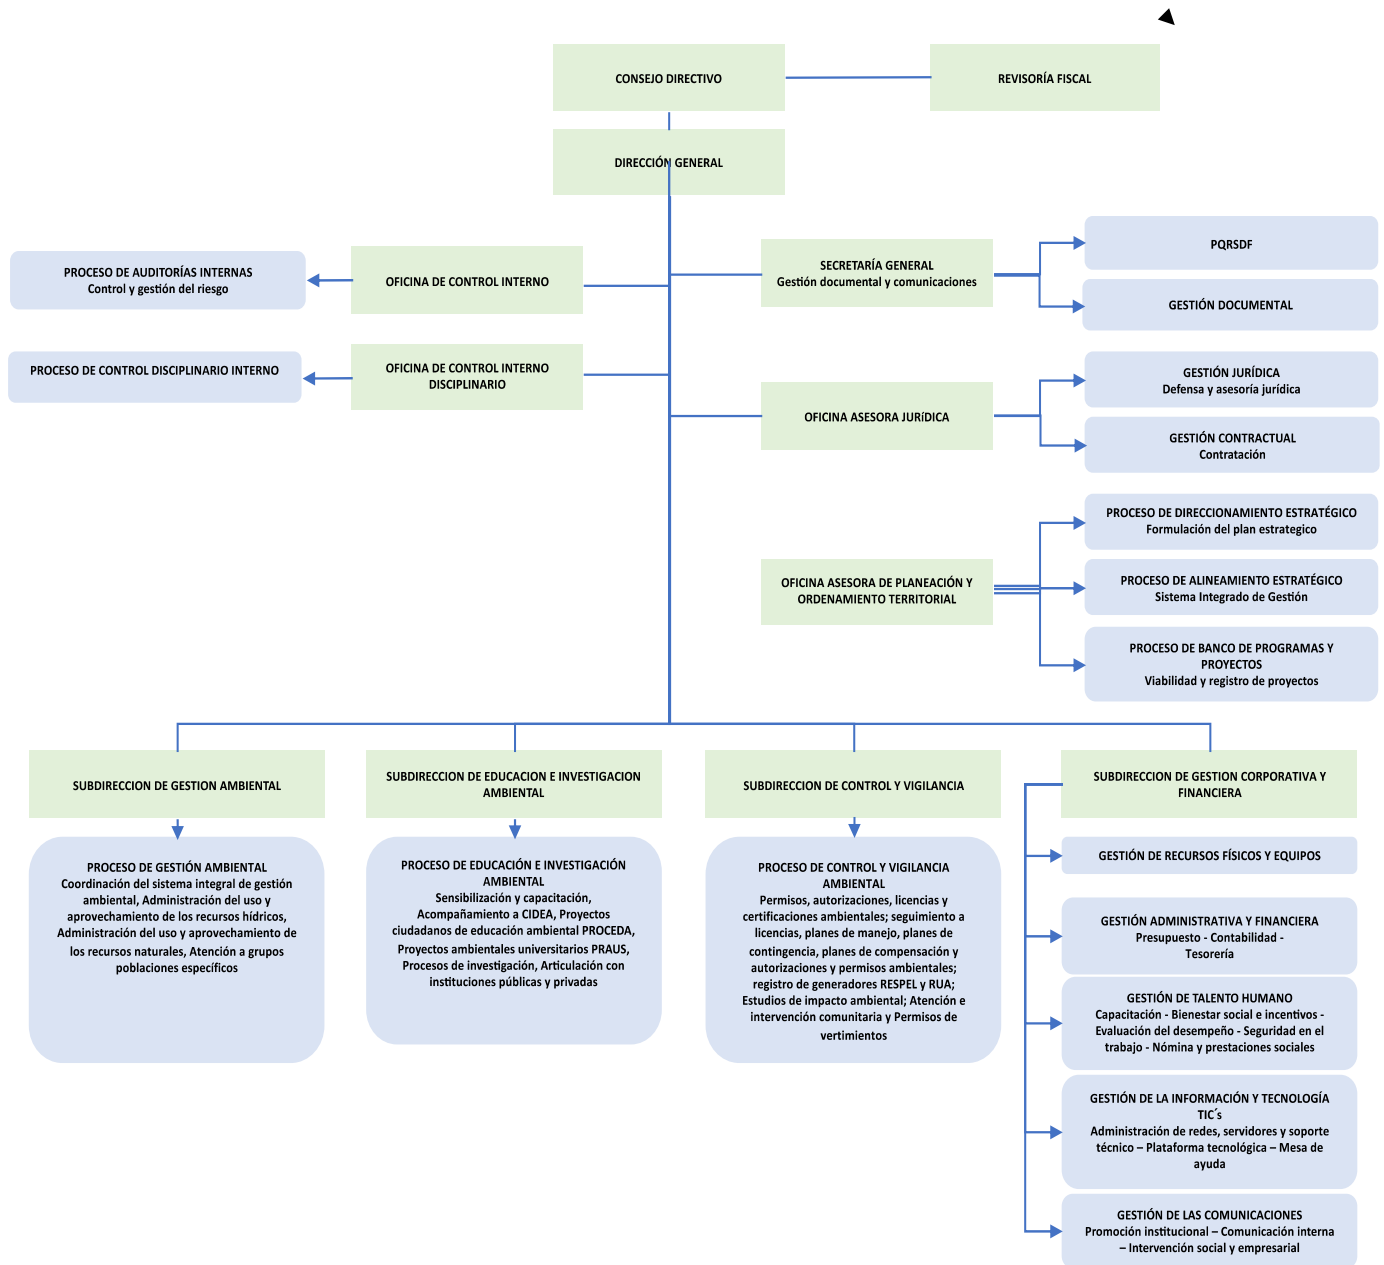 CONSEJO DIRECTIVO
REVISORÍA FISCAL
DIRECCIÓN GENERAL
PROCESO DE AUDITORÍAS INTERNAS
Control y gestión del riesgo
OFICINA DE CONTROL INTERNO
SECRETARÍA GENERAL
Gestión documental y comunicaciones
PQRSDF
GESTIÓN DOCUMENTAL
PROCESO DE CONTROL DISCIPLINARIO INTERNO
OFICINA DE CONTROL INTERNO
DISCIPLINARIO
OFICINA ASESORA JURíDICA
GESTIÓN JURÍDICA
Defensa y asesoría jurídica
GESTIÓN CONTRACTUAL
Contratación
OFICINA ASESORA DE PLANEACIÓN Y
ORDENAMIENTO TERRITORIAL
PROCESO DE DIRECCIONAMIENTO ESTRATÉGICO
Formulación del plan estrategico
PROCESO DE ALINEAMIENTO ESTRATÉGICO
Sistema Integrado de Gestión
PROCESO DE BANCO DE PROGRAMAS Y
PROYECTOS
Viabilidad y registro de proyectos
SUBDIRECCION DE GESTION AMBIENTAL
SUBDIRECCION DE EDUCACION E INVESTIGACION
AMBIENTAL
SUBDIRECCION DE CONTROL Y VIGILANCIA
SUBDIRECCION DE GESTION CORPORATIVA Y
FINANCIERA
PROCESO DE GESTIÓN AMBIENTAL
Coordinación del sistema integral de gestión
ambiental, Administración del uso y
aprovechamiento de los recursos hídricos,
Administración del uso y aprovechamiento de
los recursos naturales, Atención a grupos
poblaciones específicos
PROCESO DE EDUCACIÓN E INVESTIGACIÓN
AMBIENTAL
Sensibilización y capacitación,
Acompañamiento a CIDEA, Proyectos
ciudadanos de educación ambiental PROCEDA,
Proyectos ambientales universitarios PRAUS,
Procesos de investigación, Articulación con
instituciones públicas y privadas
PROCESO DE CONTROL Y VIGILANCIA
AMBIENTAL
Permisos, autorizaciones, licencias y
certificaciones ambientales; seguimiento a
licencias, planes de manejo, planes de
contingencia, planes de compensación y
autorizaciones y permisos ambientales;
registro de generadores RESPEL y RUA;
Estudios de impacto ambiental; Atención e
intervención comunitaria y Permisos de
vertimientos
GESTIÓN DE RECURSOS FÍSICOS Y EQUIPOS
GESTIÓN ADMINISTRATIVA Y FINANCIERA
Presupuesto - Contabilidad -
Tesorería
GESTIÓN DE TALENTO HUMANO
Capacitación - Bienestar social e incentivos -
Evaluación del desempeño - Seguridad en el
trabajo - Nómina y prestaciones sociales
GESTIÓN DE LA INFORMACIÓN Y TECNOLOGÍA
TIC´s
Administración de redes, servidores y soporte
técnico – Plataforma tecnológica – Mesa de
ayuda
GESTIÓN DE LAS COMUNICACIONES
Promoción institucional – Comunicación interna
– Intervención social y empresarial